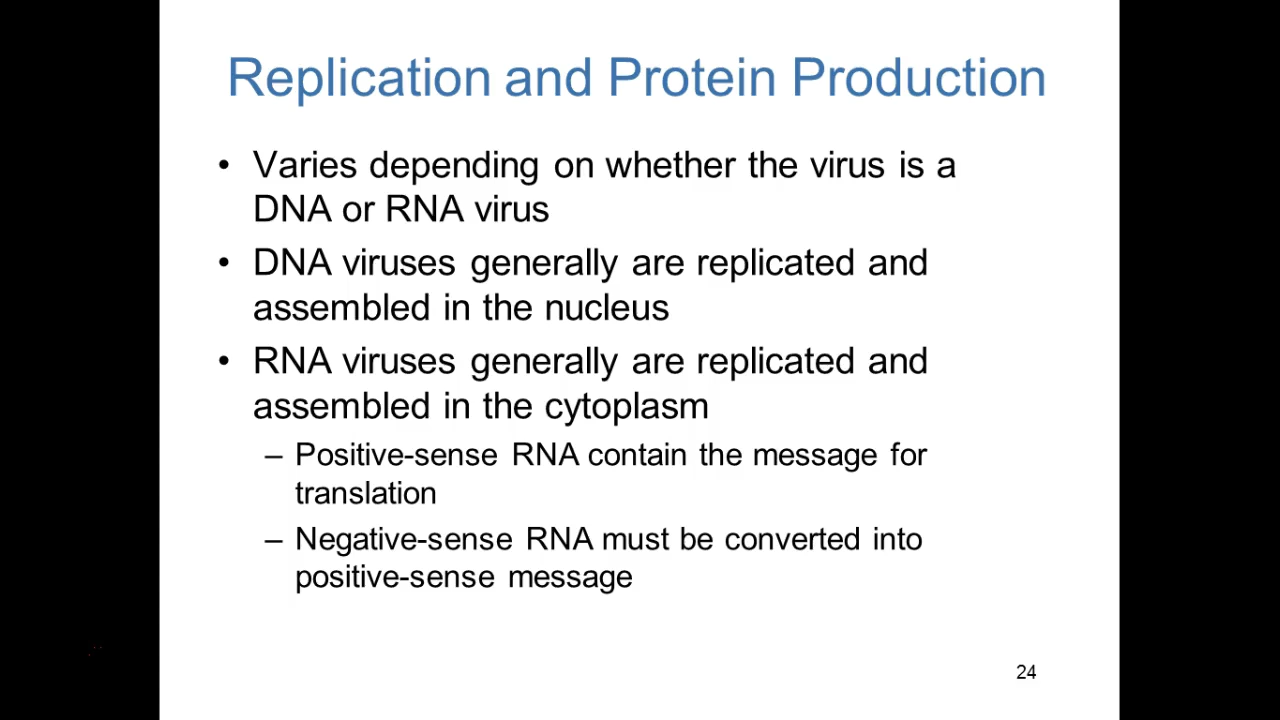 Replication and Protein Production
• Varies depending on whether the virus is a
DNA or RNA virus
• DNA viruses generally are replicated and
assembled in the nucleus
• RNA viruses generally are replicated and
assembled in the cytoplasm
– Positive-sense RNA contain the message for
translation
– Negative-sense RNA must be converted into
positive-sense message
24